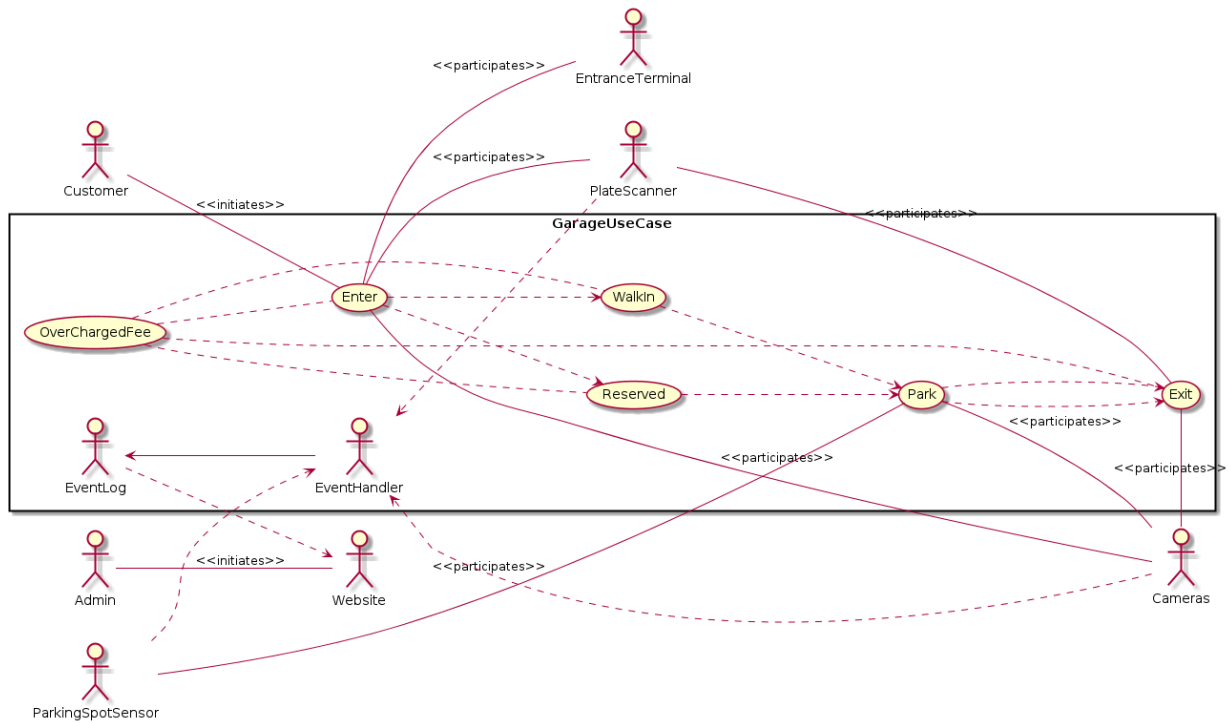 <<participates>>
EntranceTerminal
<<participates>>
Customer
PlateScanner
<<initiates>>
<<participates>>
GarageUseCase
Enter
WalkIn
OverChargedFee
Reserved
Park
Exit
<<participates>>
<<participates>>
<<participates>>
EventLog
EventHandler
<<initiates>>
<<participates>>
Admin
Website
Cameras
ParkingSpotSensor